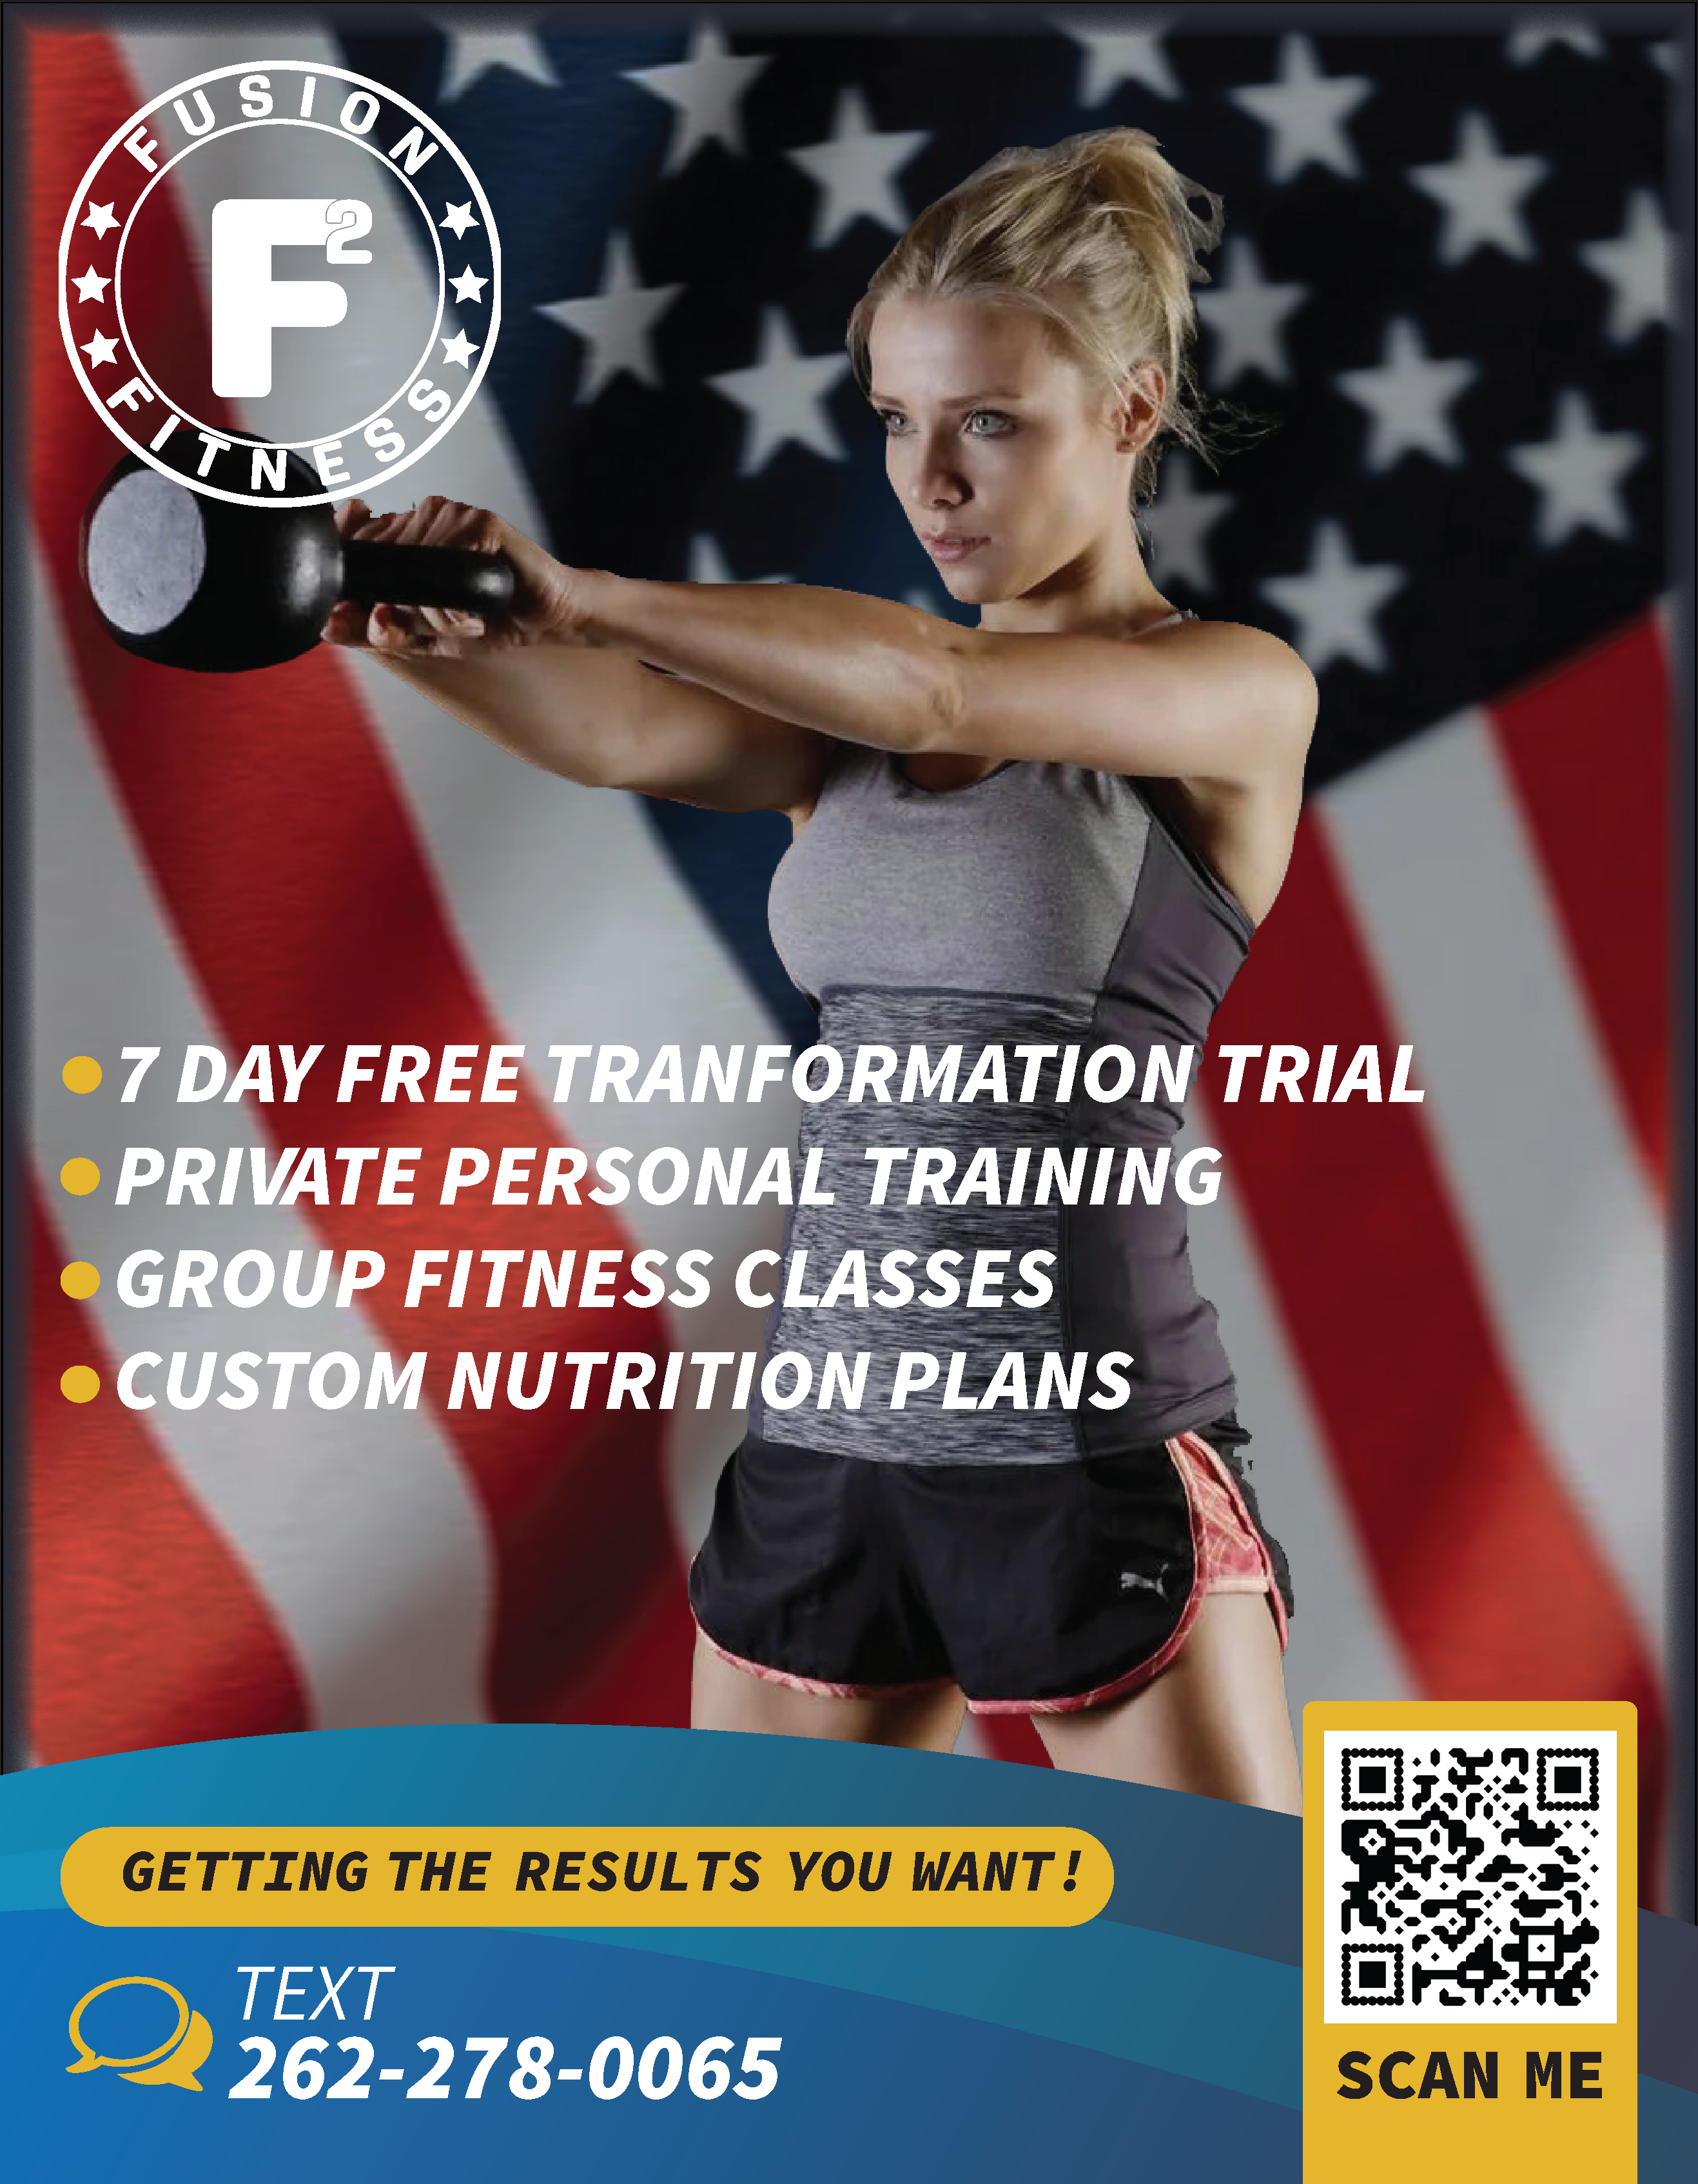 FUSION
F2
FITNESS
7 DAY FREE TRANFORMATION TRIAL
PRIVATE PERSONAL TRAINING
GROUP FITNESS CLASSES
CUSTOM NUTRITION PLANS
GETTING THE RESULTS YOU WANT!
TEXT
262-278-0065
SCAN ME